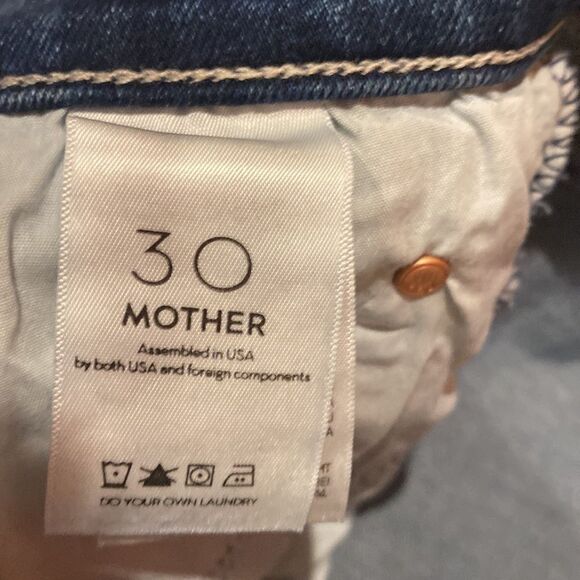 30
MOTHER
Assembled in USA
by both USA and foreign components
DO YOUR OWN LAUNDRY